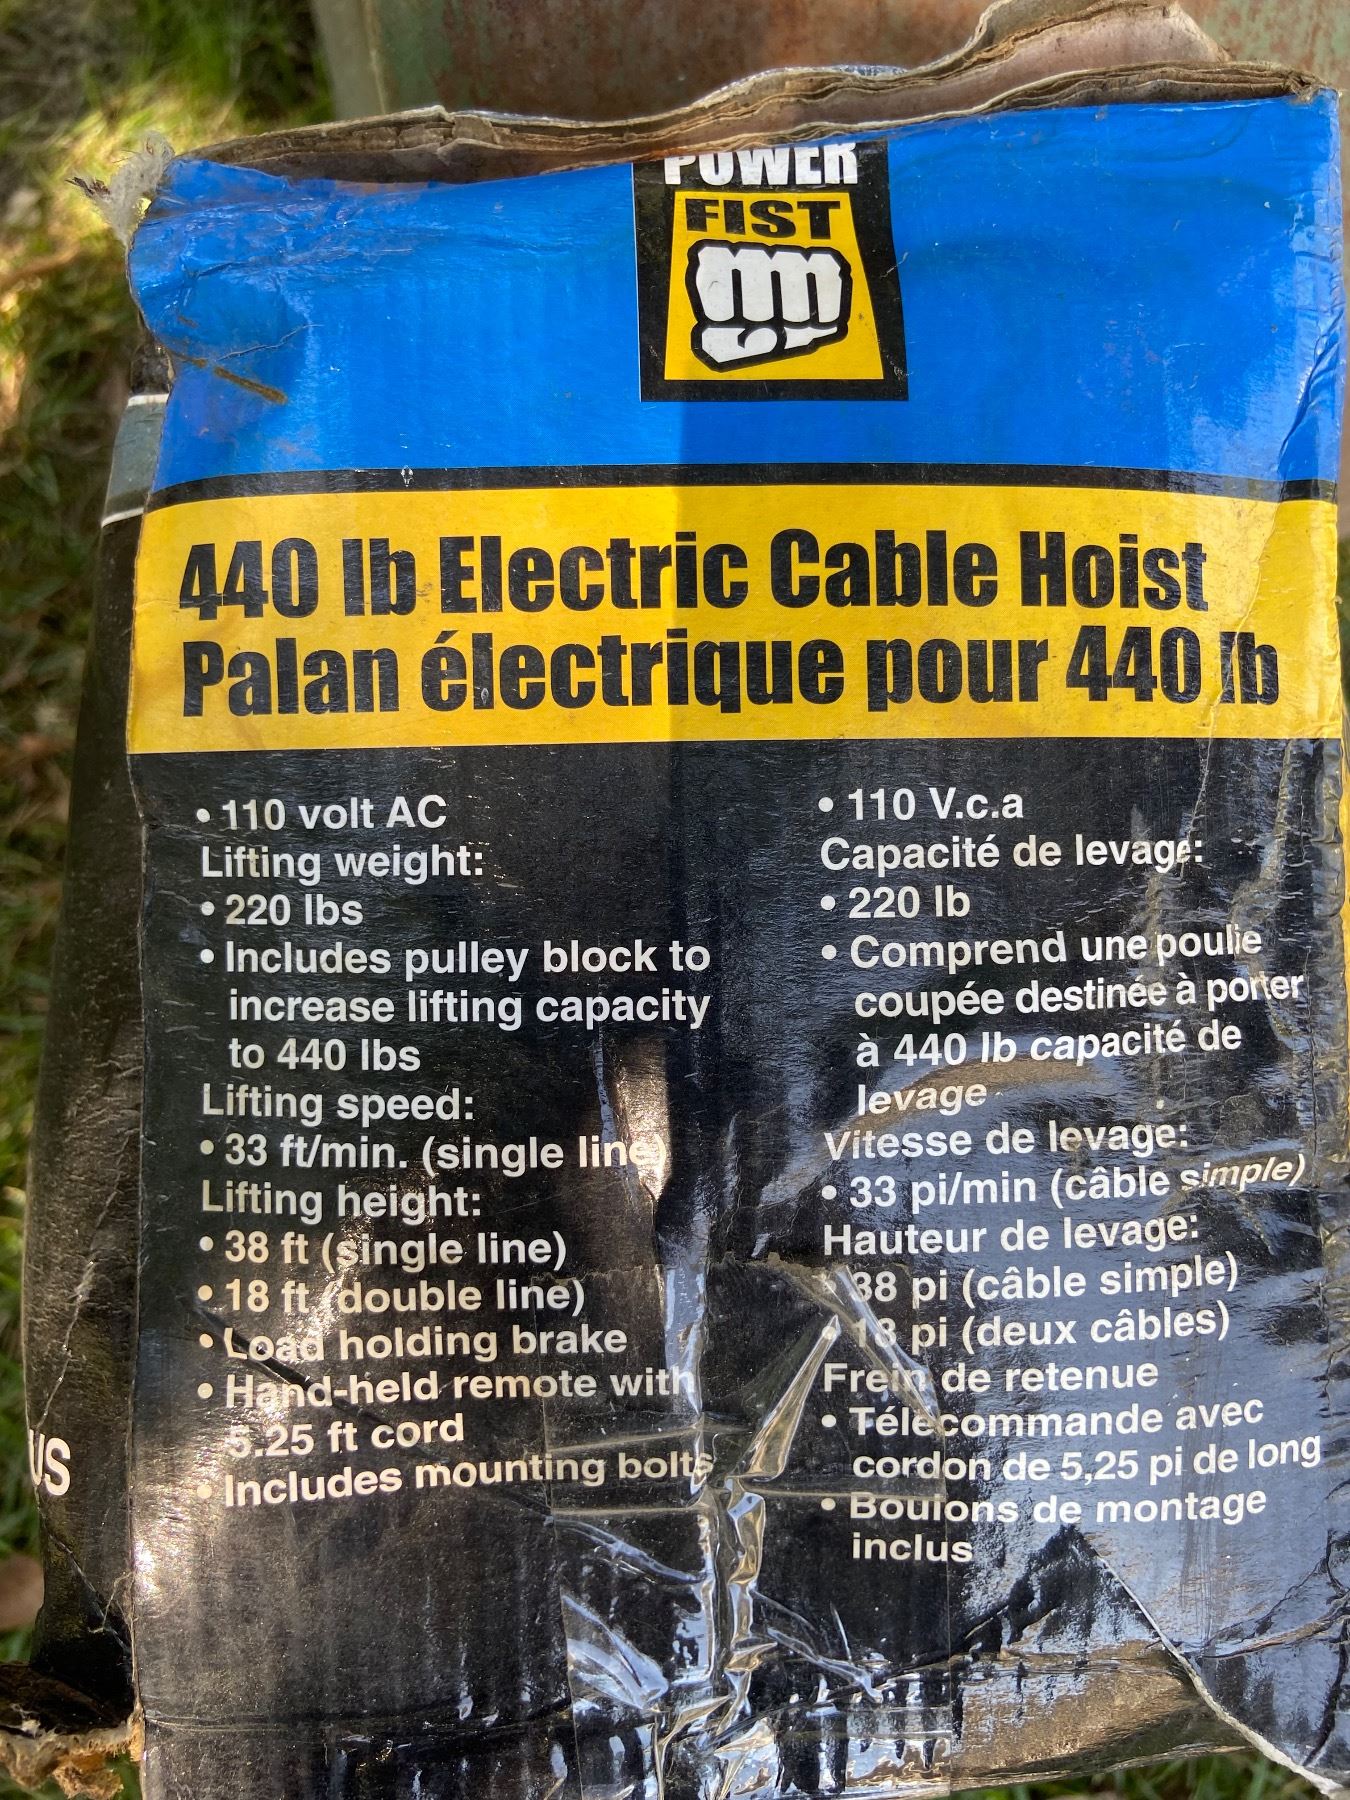 POWER
FIST
440 lb Electric Cable Hoist
Palan électrique pour 440 lb
• 110 volt AC
Lifting weight:
• 220 lbs
• Includes pulley block to
increase lifting capacity
to 440 lbs
Lifting speed:
• 33 ft/min. (single line)
Lifting height:
• 38 ft (single line)
• 18 ft (double line)
• Load holding brake
• Hand-held remote with
5.25 ft cord
• Includes mounting bolts
• 110 V.c.a
Capacité de levage:
• 220 lb
• Comprend une poulie
coupée destinée à porter
à 440 lb capacité de
levage
Vitesse de levage:
• 33 pi/min (câble simple)
Hauteur de levage:
38 pi (câble simple)
• 18 pi (deux câbles)
Frein de retenue
• Télécommande avec
cordon de 5,25 pi de long
• Boulons de montage
inclus
US